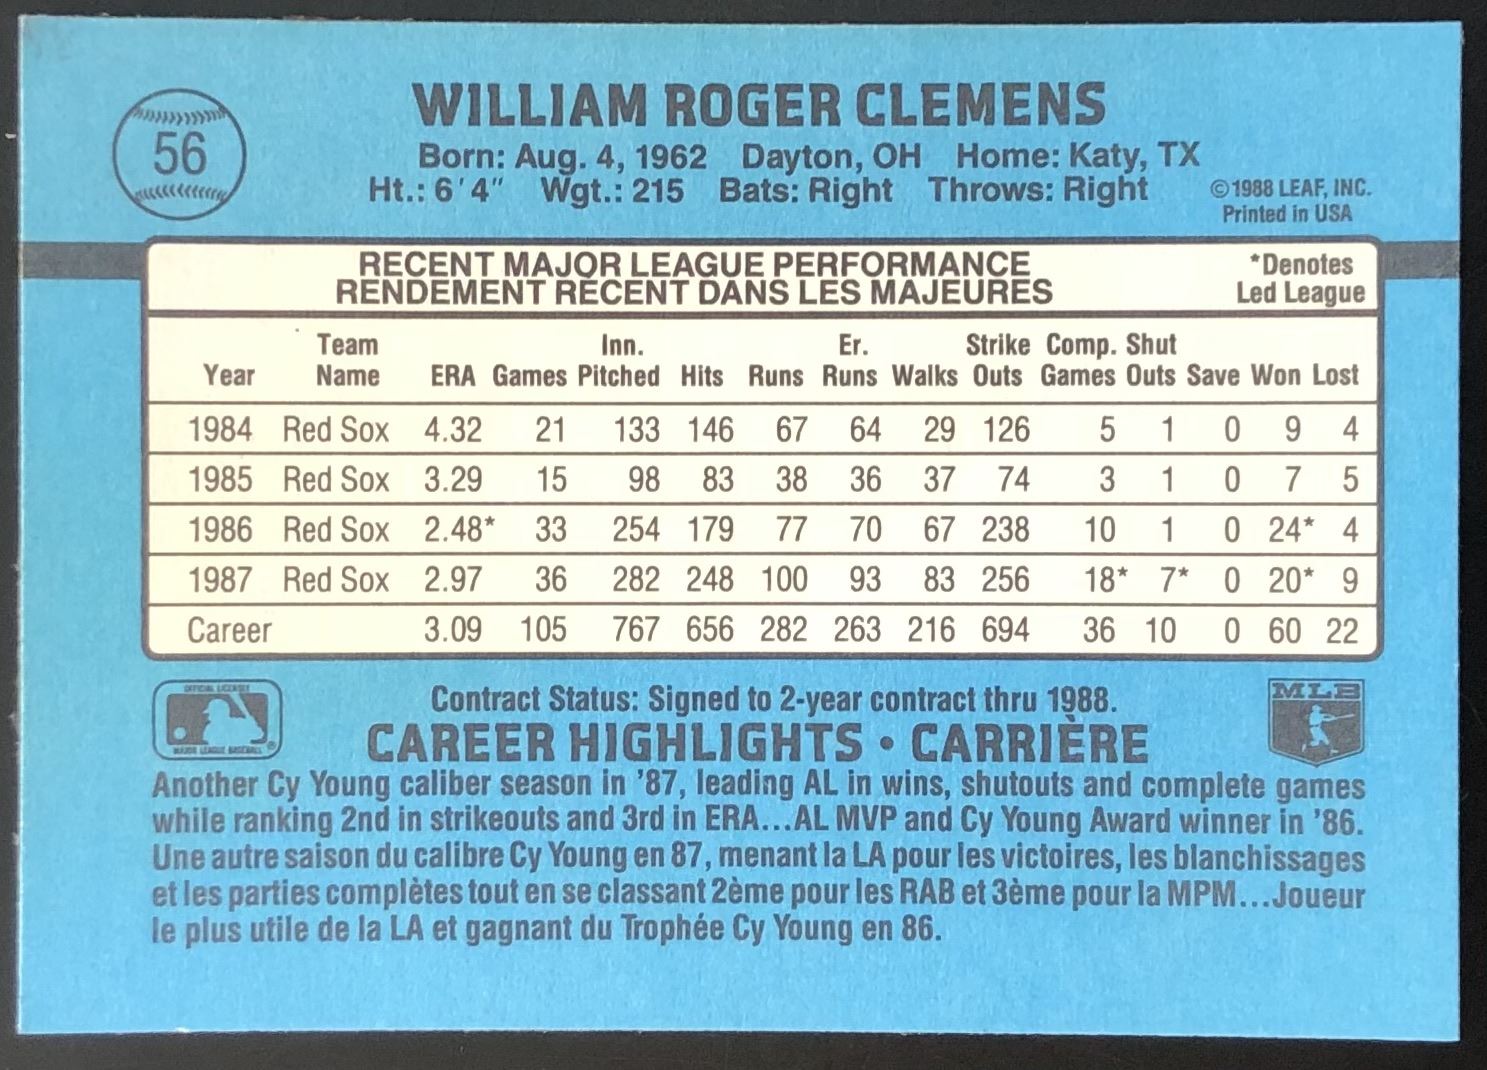 56
WILLIAM ROGER CLEMENS
Born: Aug. 4, 1962 Dayton, OH Home: Katy, TX
Ht.: 6'4" Wgt.: 215 Bats: Right Throws: Right
©1988 LEAF, INC.
Printed in USA
RECENT MAJOR LEAGUE PERFORMANCE
RENDEMENT RECENT DANS LES MAJEURES
*Denotes
Led League
Year Team Name ERA Games Inn. Pitched Hits Runs Er. Runs Walks Strike Outs Comp. Games Shut Outs Save Won Lost
1984 Red Sox 4.32 21 133 146 67 64 29 126 5 1 0 9 4
1985 Red Sox 3.29 15 98 83 38 36 37 74 3 1 0 7 5
1986 Red Sox 2.48* 33 254 179 77 70 67 238 10 1 0 24* 4
1987 Red Sox 2.97 36 282 248 100 93 83 256 18* 7* 0 20* 9
Career 3.09 105 767 656 282 263 216 694 36 10 0 60 22
OFFICIAL LICENSEE
MAJOR LEAGUE BASEBALL
®
MLB
Contract Status: Signed to 2-year contract thru 1988.
CAREER HIGHLIGHTS • CARRIÈRE
Another Cy Young caliber season in '87, leading AL in wins, shutouts and complete games
while ranking 2nd in strikeouts and 3rd in ERA...AL MVP and Cy Young Award winner in '86.
Une autre saison du calibre Cy Young en 87, menant la LA pour les victoires, les blanchissages
et les parties complètes tout en se classant 2ème pour les RAB et 3ème pour la MPM...Joueur
le plus utile de la LA et gagnant du Trophée Cy Young en 86.